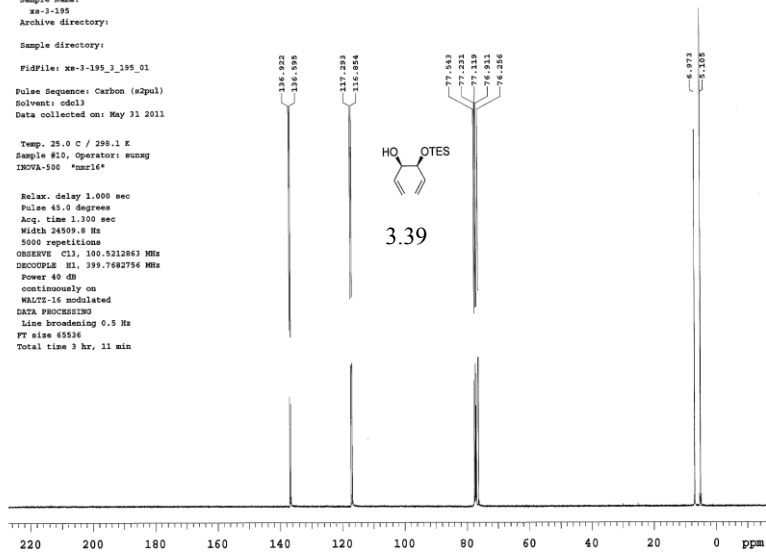 xs-3-195
Archive directory:
Sample directory:
FidFile: xs-3-195_3_195_01
Pulse Sequence: Carbon (s2pul)
Solvent: cdcl3
Data collected on: May 31 2011
Temp. 25.0 C / 298.1 K
Sample #10, Operator: sunxg
INOVA-500 "nmr16"
Relax. delay 1.000 sec
Pulse 45.0 degrees
Acq. time 1.300 sec
Width 24509.8 Hz
5000 repetitions
OBSERVE C13, 100.5212863 MHz
DECOUPLE H1, 399.7682756 MHz
Power 40 dB
continuously on
WALTZ-16 modulated
DATA PROCESSING
Line broadening 0.5 Hz
FT size 65536
Total time 3 hr, 11 min
136.922
136.595
117.293
116.854
77.543
77.231
77.119
76.911
76.256
6.973
5.105
HO OTES
3.39
220 200 180 160 140 120 100 80 60 40 20 0 ppm